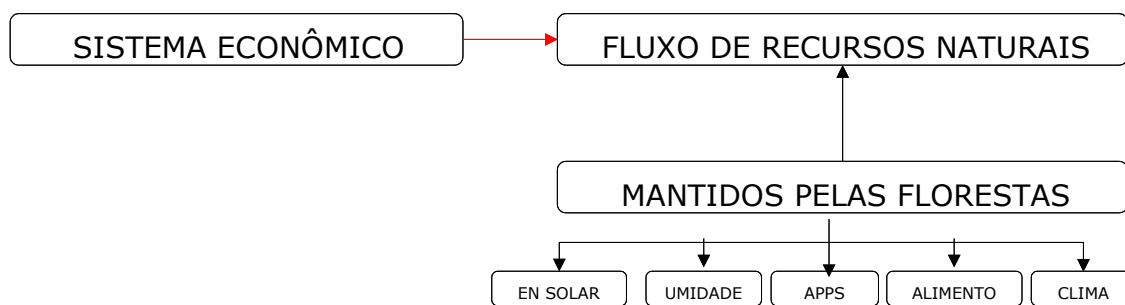 SISTEMA ECONÔMICO
FLUXO DE RECURSOS NATURAIS
MANTIDOS PELAS FLORESTAS
EN SOLAR
UMIDADE
APPS
ALIMENTO
CLIMA